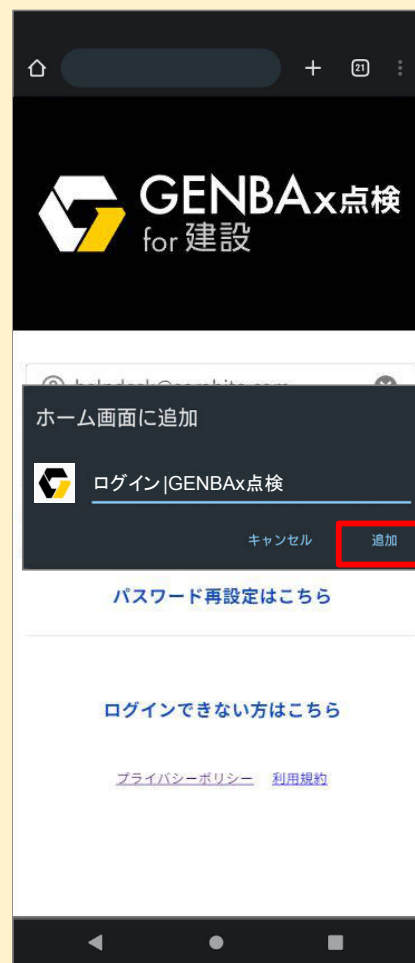 21
GENBAx点検
for 建設
ホーム画面に追加
ログイン|GENBAx点検
キャンセル 追加
パスワード再設定はこちら
ログインできない方はこちら
プライバシーポリシー 利用規約